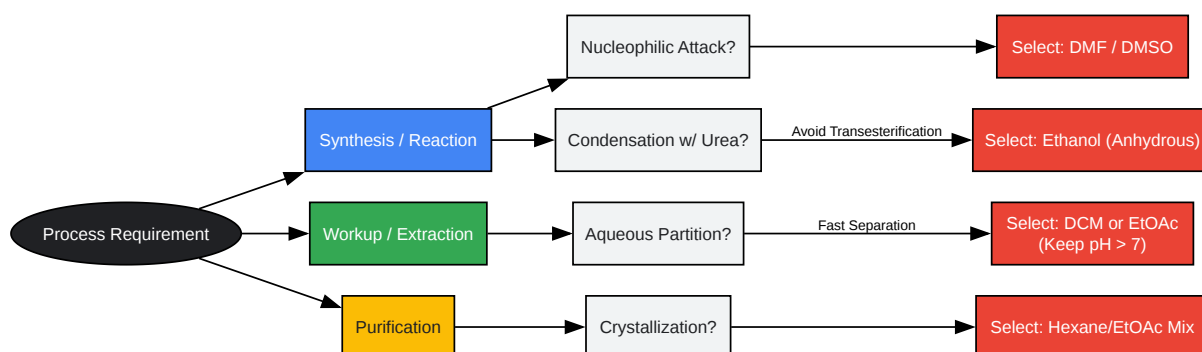 Nucleophilic Attack?
Select: DMF / DMSO
Synthesis / Reaction
Condensation w/ Urea?
Avoid Transesterification
Select: Ethanol (Anhydrous)
Process Requirement
Workup / Extraction
Aqueous Partition?
Fast Separation
Select: DCM or EtOAc
(Keep pH > 7)
Purification
Crystallization?
Select: Hexane/EtOAc Mix